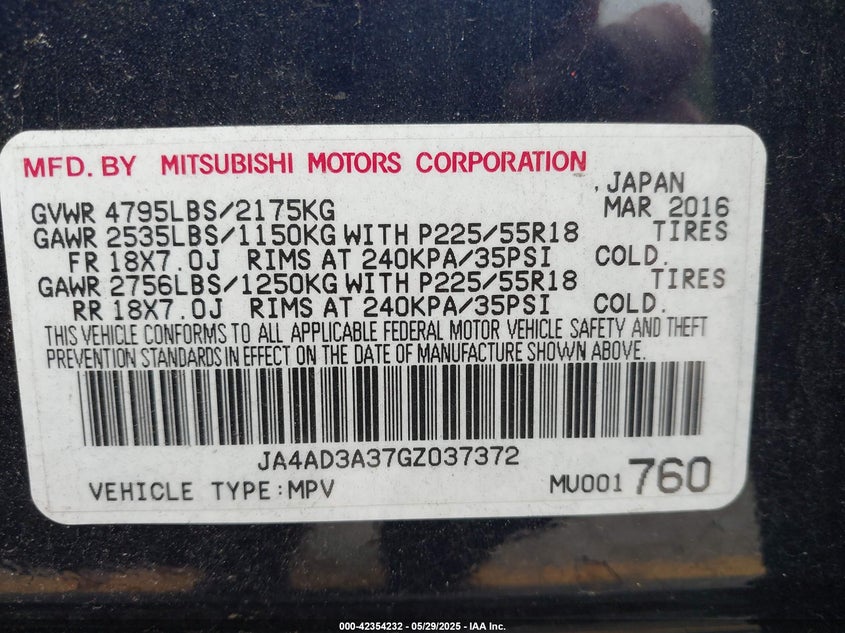 MFD. BY MITSUBISHI MOTORS CORPORATION
, JAPAN
GVWR 4795LBS/2175KG MAR 2016
GAWR 2535LBS/1150KG WITH P225/55R18 TIRES
FR 18X7.0J RIMS AT 240KPA/35PSI COLD.
GAWR 2756LBS/1250KG WITH P225/55R18 TIRES
RR 18X7.0J RIMS AT 240KPA/35PSI COLD.
THIS VEHICLE CONFORMS TO ALL APPLICABLE FEDERAL MOTOR VEHICLE SAFETY AND THEFT
PREVENTION STANDARDS IN EFFECT ON THE DATE OF MANUFACTURE SHOWN ABOVE.
JA4AD3A37GZ037372
VEHICLE TYPE:MPV MU001 760
000-42354232 - 05/29/2025 - IAA Inc.